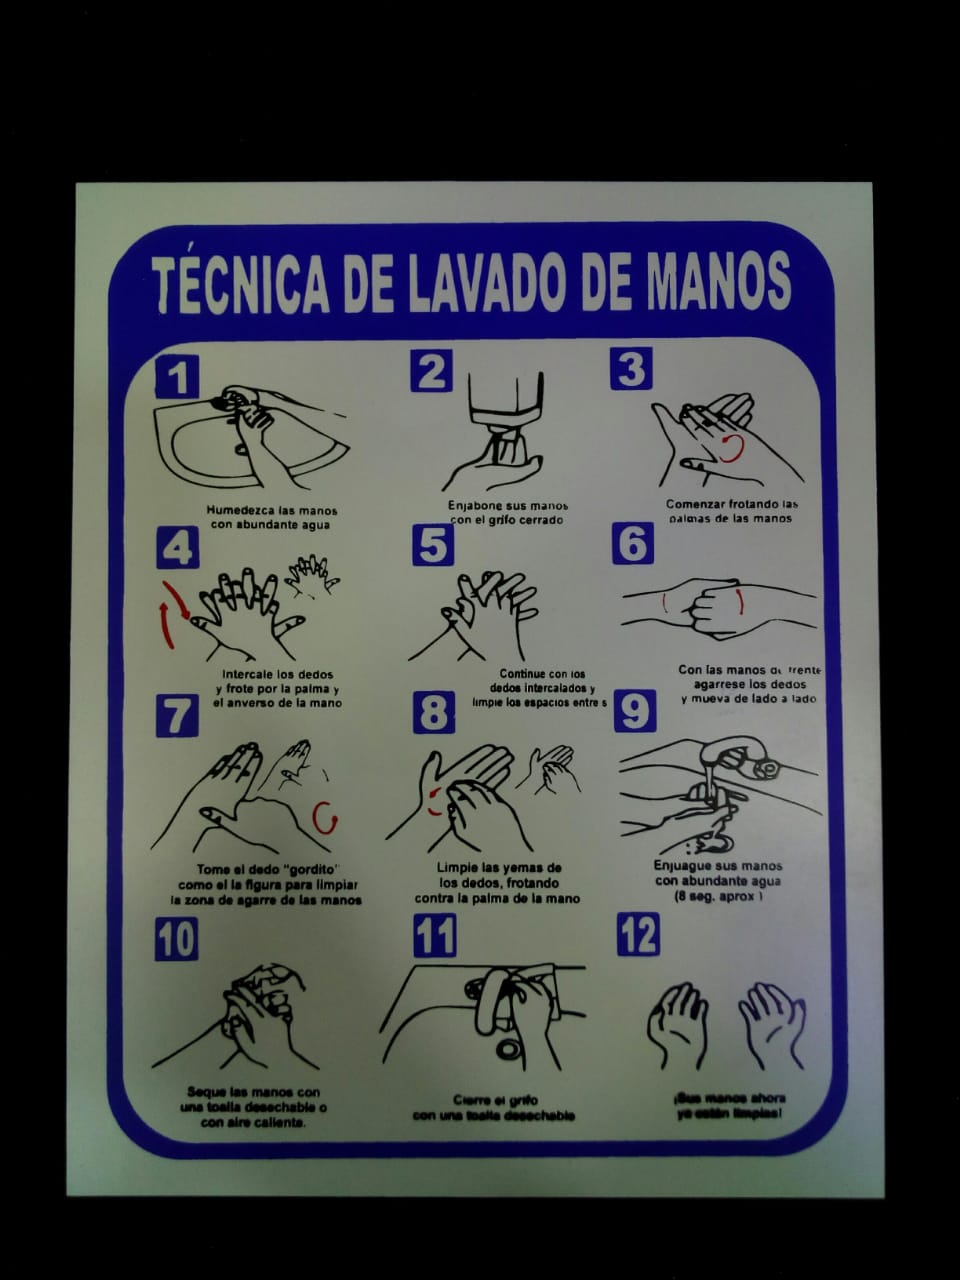 TÉCNICA DE LAVADO DE MANOS
1
Humedezca las manos
con abundante agua
2
Enjabone sus manos
con el grifo cerrado
3
Comenzar frotando las
palmas de las manos
4
Intercale los dedos
y frote por la palma y
el anverso de la mano
5
Continue con los
dedos intercalados y
limpie los espacios entre s
6
Con las manos de frente
agarrese los dedos
y mueva de lado a lado
7
Tome el dedo "gordito"
como el la figura para limpiar
la zona de agarre de las manos
8
Limpie las yemas de
los dedos, frotando
contra la palma de la mano
9
Enjuague sus manos
con abundante agua
(8 seg. aprox )
10
Seque las manos con
una toalla desechable o
con aire caliente.
11
Cierre el grifo
con una toalla desechable
12
¡Sus manos ahora
ya están limpias!